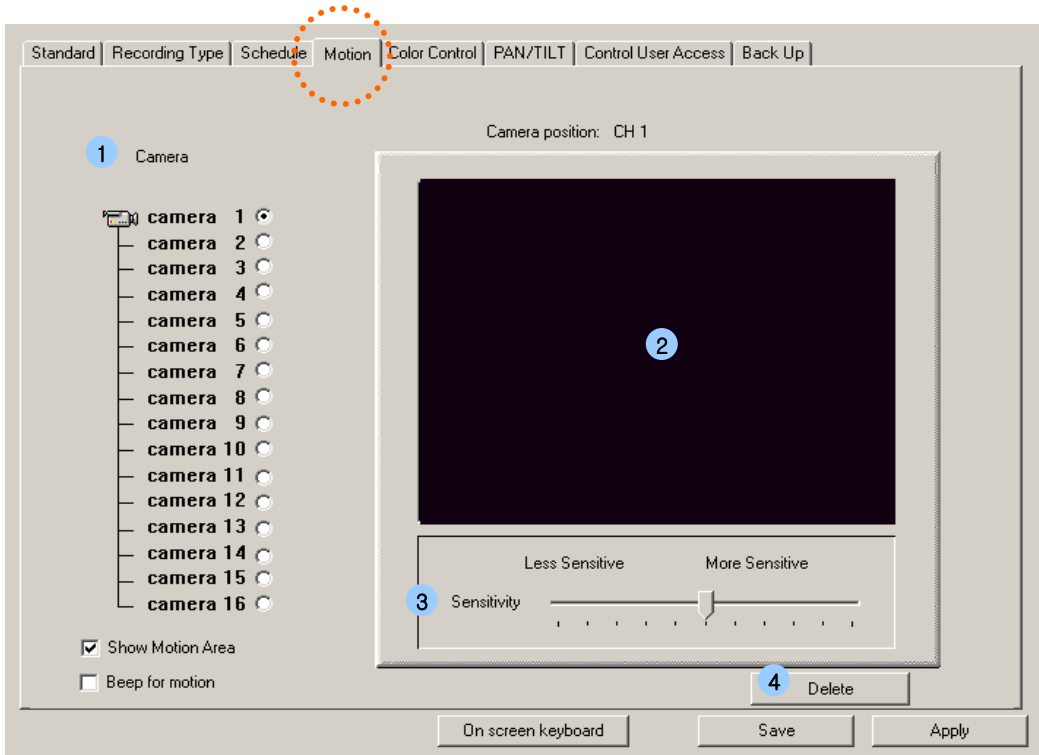 Standard Recording Type Schedule Motion Color Control PAN/TILT Control User Access Back Up
Camera position: CH 1
1 Camera
camera 1
camera 2
camera 3
camera 4
camera 5
camera 6
camera 7
camera 8
camera 9
camera 10
camera 11
camera 12
camera 13
camera 14
camera 15
camera 16
2
Less Sensitive More Sensitive
3 Sensitivity
Show Motion Area
Beep for motion
4 Delete
On screen keyboard Save Apply